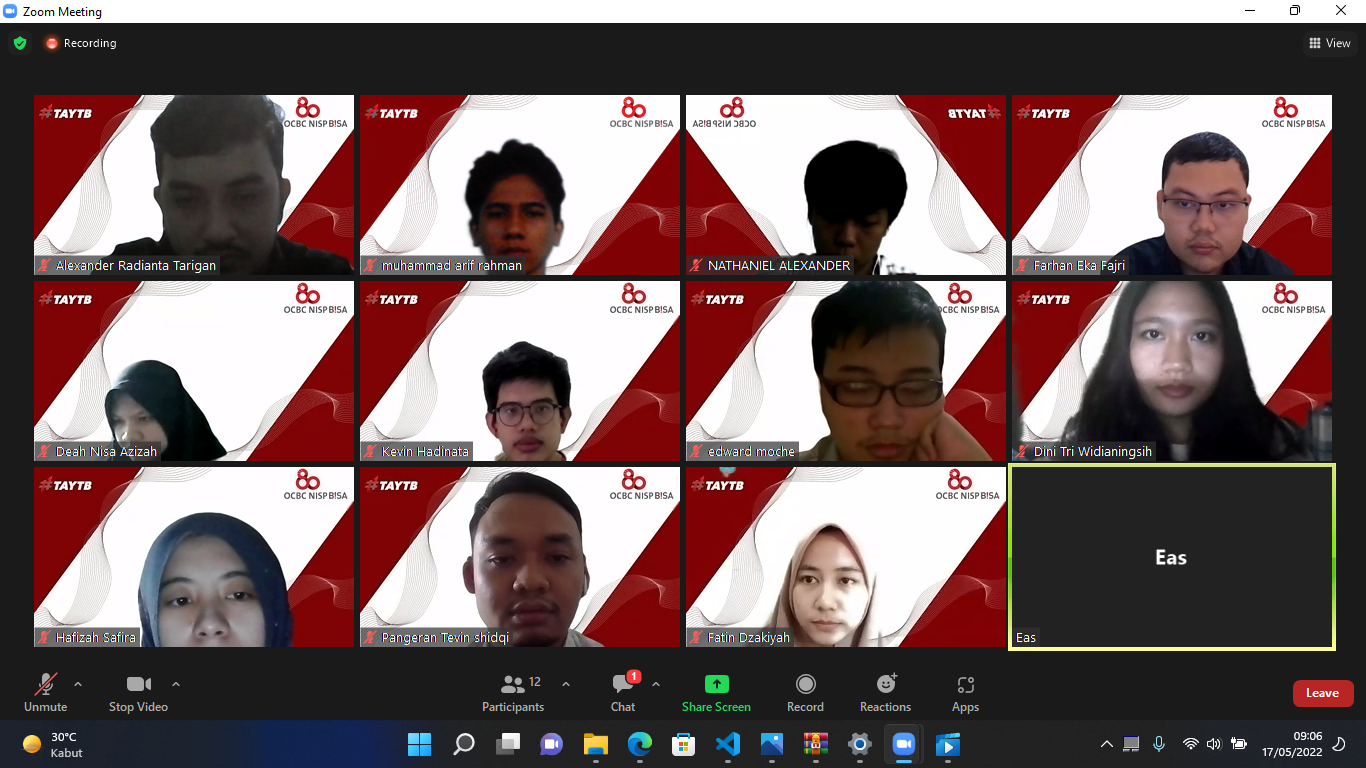 Zoom Meeting
Recording
View
#TAYTB
OCBC NISP B!SA
Alexander Radianta Tarigan
#TAYTB
OCBC NISP B!SA
muhammad arif rahman
OCBC NISP B!SA
#TAYTB
NATHANIEL ALEXANDER
#TAYTB
OCBC NISP B!SA
Farhan Eka Fajri
#TAYTB
OCBC NISP B!SA
Deah Nisa Azizah
#TAYTB
OCBC NISP B!SA
Kevin Hadinata
#TAYTB
OCBC NISP B!SA
edward moche
#TAYTB
OCBC NISP B!SA
Dini Tri Widianingsih
#TAYTB
OCBC NISP B!SA
Hafizah Safira
#TAYTB
OCBC NISP B!SA
Pangeran Tevin shidqi
#TAYTB
OCBC NISP B!SA
Fatin Dzakiyah
Eas
Eas
Unmute
Stop Video
12
Participants
1
Chat
Share Screen
Record
Reactions
Apps
Leave
30°C
Kabut
09:06
17/05/2022